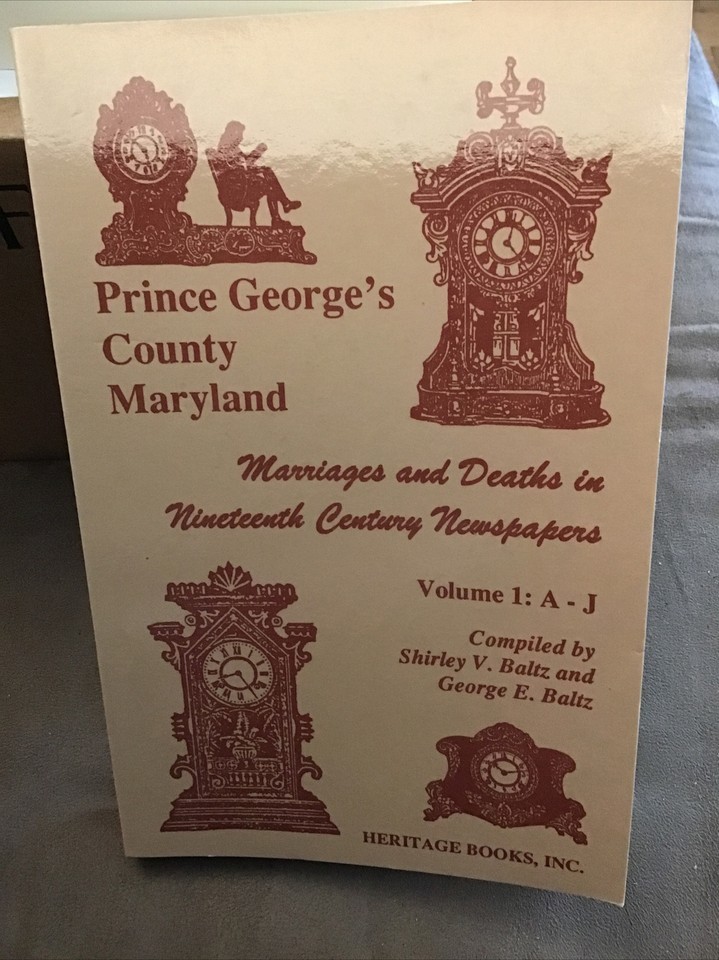 Prince George's
County
Maryland
Marriages and Deaths in
Nineteenth Century Newspapers
Volume 1: A - J
Compiled by
Shirley V. Baltz and
George E. Baltz
HERITAGE BOOKS, INC.